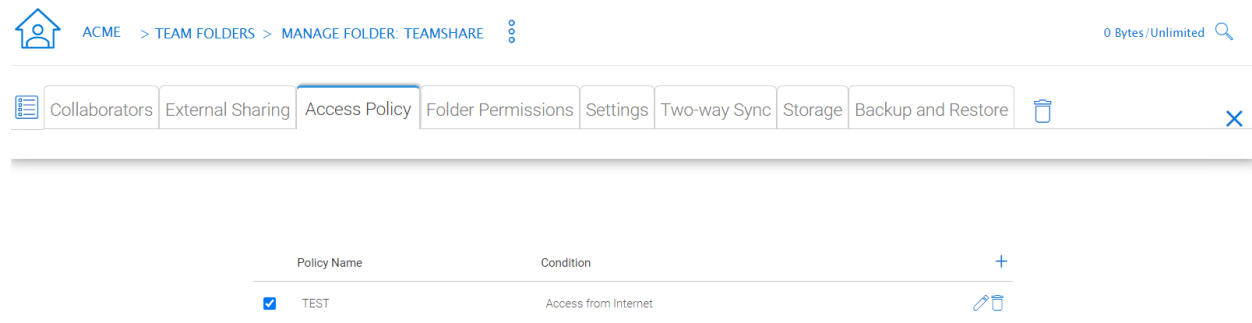 ACME > TEAM FOLDERS > MANAGE FOLDER: TEAMSHARE 0 Bytes/Unlimited
Collaborators External Sharing Access Policy Folder Permissions Settings Two-way Sync Storage Backup and Restore
Policy Name Condition
TEST Access from Internet